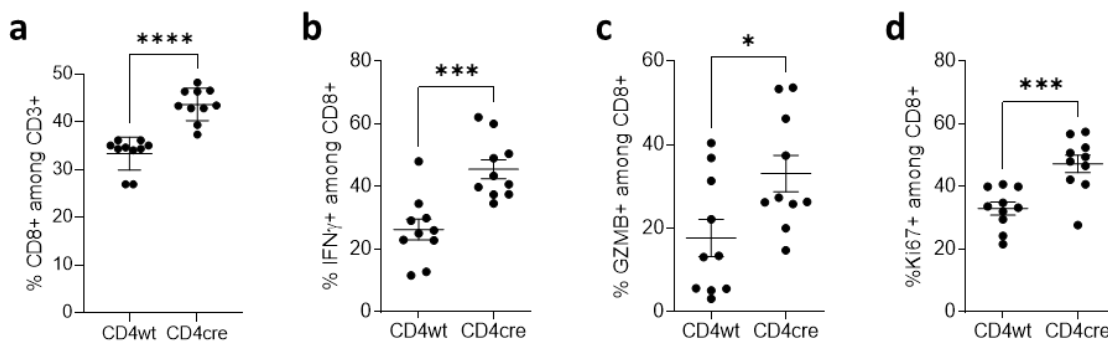 a
****
% CD8+ among CD3+
50
40
30
20
10
0
CD4wt CD4cre
b
***
% IFNγ+ among CD8+
80
60
40
20
0
CD4wt CD4cre
c
*
% GZMB+ among CD8+
60
40
20
0
CD4wt CD4cre
d
***
%Ki67+ among CD8+
80
60
40
20
0
CD4wt CD4cre